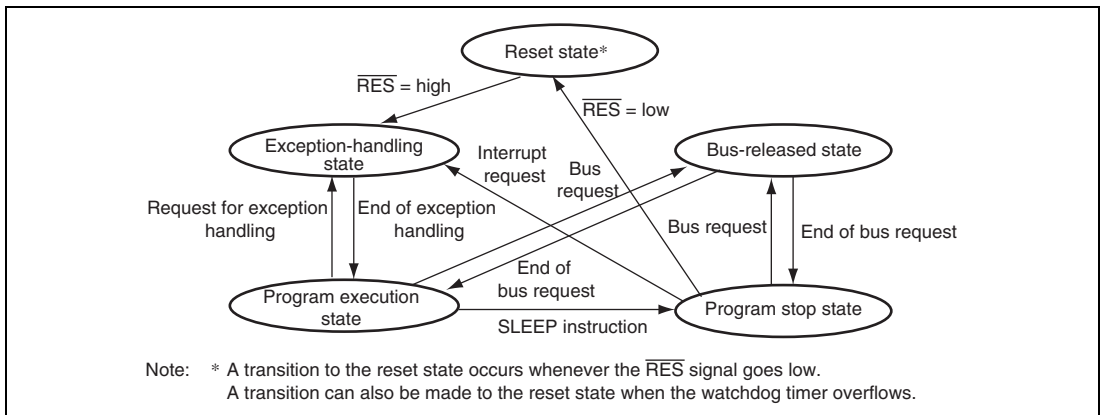 Reset state*
RES = high
RES = low
Exception-handling
state
Interrupt
request
Bus
request
Bus-released state
Request for exception
handling
End of exception
handling
Bus request
End of bus request
End of
bus request
Program execution
state
SLEEP instruction
Program stop state
Note: * A transition to the reset state occurs whenever the RES signal goes low.
A transition can also be made to the reset state when the watchdog timer overflows.